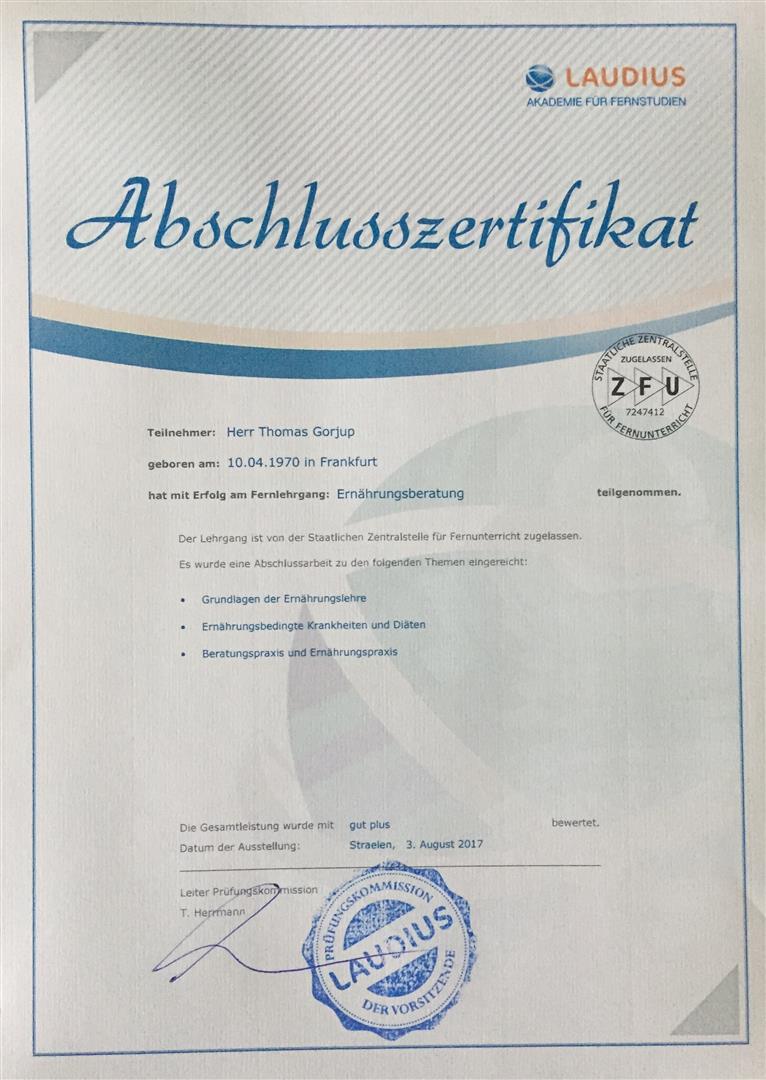 LAUDIUS
AKADEMIE FÜR FERNSTUDIEN
Abschlusszertifikat
STAATLICHE ZENTRALSTELLE
ZUGELASSEN
ZFU
7247412
FÜR FERNUNTERRICHT
Teilnehmer: Herr Thomas Gorjup
geboren am: 10.04.1970 in Frankfurt
hat mit Erfolg am Fernlehrgang: Ernährungsberatung teilgenommen.
Der Lehrgang ist von der Staatlichen Zentralstelle für Fernunterricht zugelassen.
Es wurde eine Abschlussarbeit zu den folgenden Themen eingereicht:
• Grundlagen der Ernährungslehre
• Ernährungsbedingte Krankheiten und Diäten
• Beratungspraxis und Ernährungspraxis
Die Gesamtleistung wurde mit gut plus bewertet.
Datum der Ausstellung: Straelen, 3. August 2017
Leiter Prüfungskommission
T. Herrmann
PRÜFUNGSKOMMISSION
LAUDIUS
DER VORSITZENDE